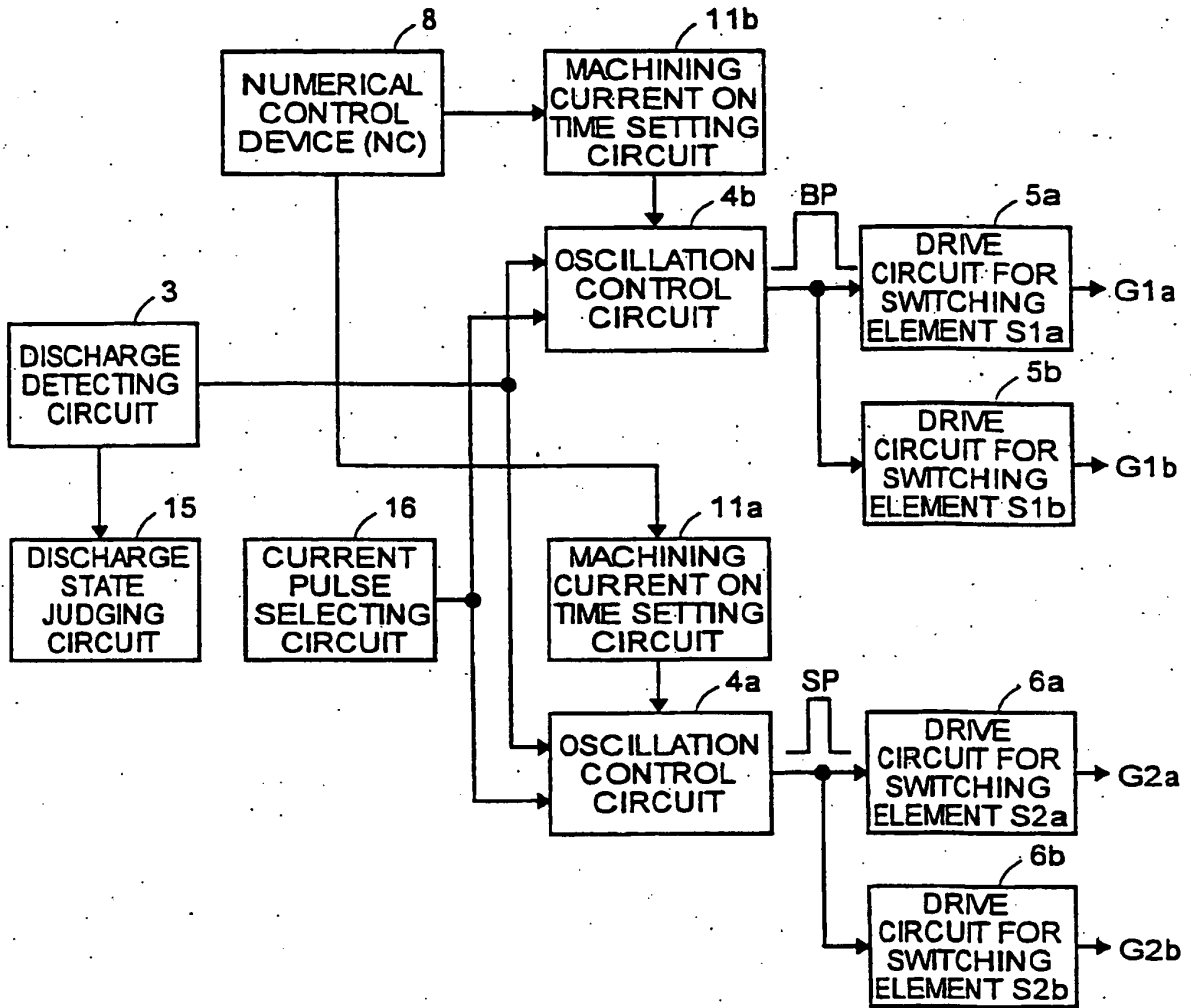 8
NUMERICAL
CONTROL
DEVICE (NC)
11b
MACHINING
CURRENT ON
TIME SETTING
CIRCUIT
4b
OSCILLATION
CONTROL
CIRCUIT
BP
5a
DRIVE
CIRCUIT FOR
SWITCHING
ELEMENT S1a
G1a
5b
DRIVE
CIRCUIT FOR
SWITCHING
ELEMENT S1b
G1b
3
DISCHARGE
DETECTING
CIRCUIT
15
DISCHARGE
STATE
JUDGING
CIRCUIT
16
CURRENT
PULSE
SELECTING
CIRCUIT
11a
MACHINING
CURRENT ON
TIME SETTING
CIRCUIT
4a
OSCILLATION
CONTROL
CIRCUIT
SP
6a
DRIVE
CIRCUIT FOR
SWITCHING
ELEMENT S2a
G2a
6b
DRIVE
CIRCUIT FOR
SWITCHING
ELEMENT S2b
G2b